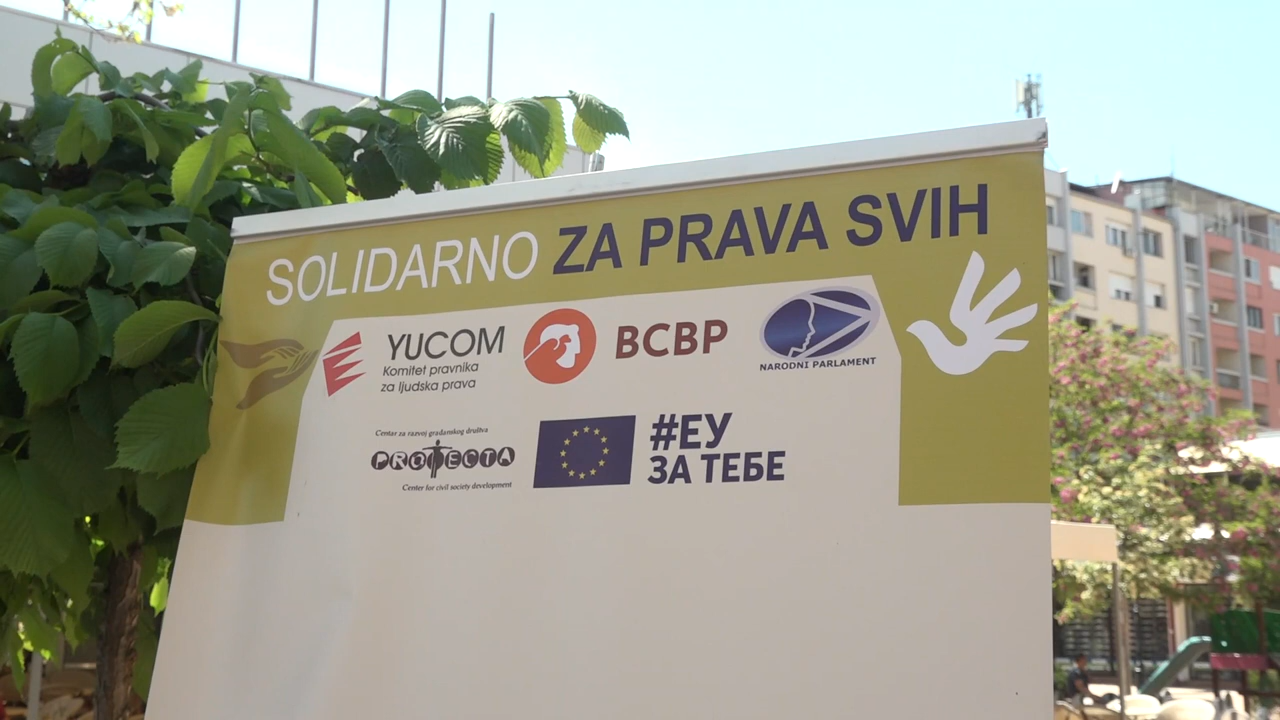 SOLIDARNO ZA PRAVA SVIH
YUCOM
Komitet pravnika
za ljudska prava
BCBP
NARODNI PARLAMENT
Centar za razvoj građanskog društva
PROTECTA
Center for civil society development
#ЕУ
ЗА ТЕБЕ